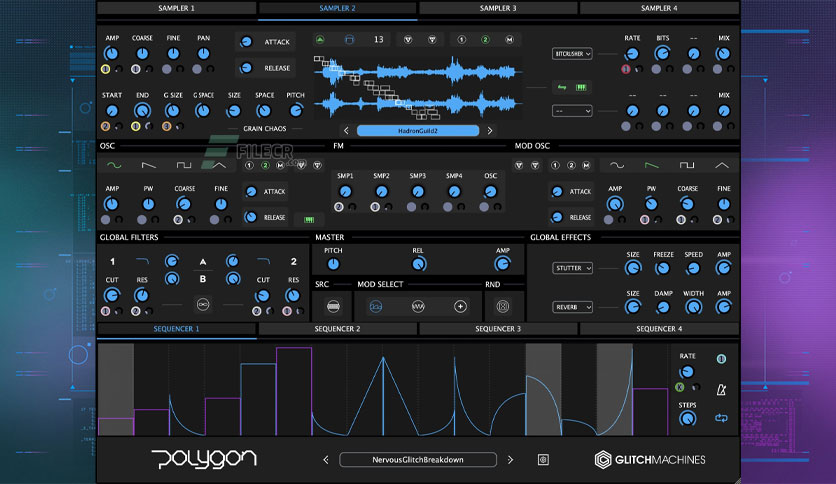 SAMPLER 1 SAMPLER 2 SAMPLER 3 SAMPLER 4
AMP COARSE FINE PAN ATTACK 13 1 2 M BITCRUSHER RATE BITS -- MIX
RELEASE
START END G SIZE G SPACE SIZE SPACE PITCH -- -- -- -- MIX
GRAIN CHAOS HadronGuild2
FILECR
OSC FM MOD OSC
1 2 M 1 2 M
SMP1 SMP2 SMP3 SMP4 OSC
AMP PW COARSE FINE ATTACK ATTACK AMP PW COARSE FINE
RELEASE RELEASE
GLOBAL FILTERS MASTER GLOBAL EFFECTS
PITCH REL AMP
1 A 2 SIZE FREEZE SPEED AMP
STUTTER
CUT RES B CUT RES
SRC MOD SELECT RND
REVERB SIZE DAMP WIDTH AMP
SEQUENCER 1 SEQUENCER 2 SEQUENCER 3 SEQUENCER 4
RATE
STEPS
polygon NervousGlitchBreakdown GLITCHMACHINES